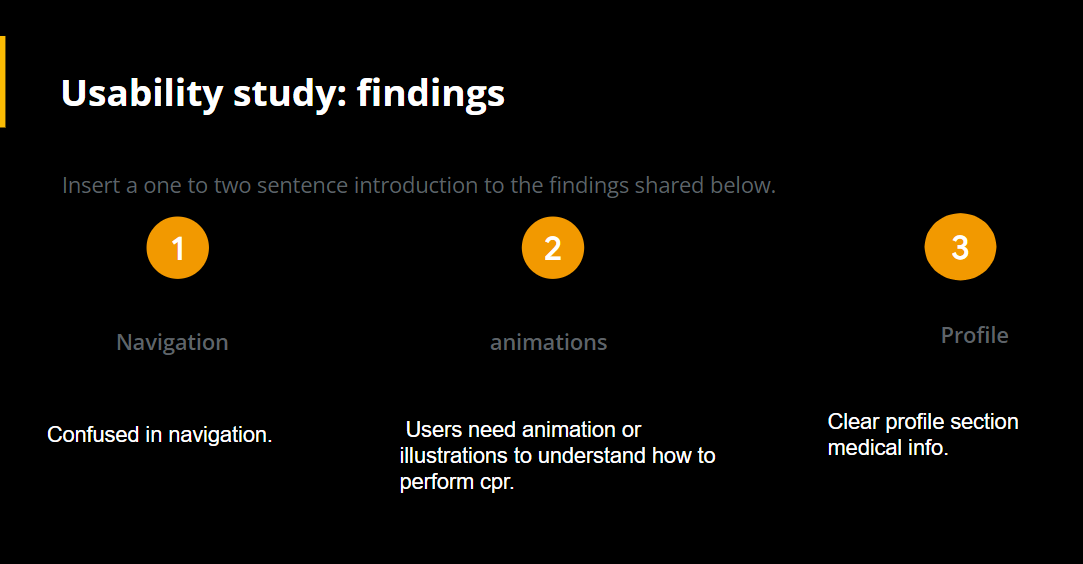 Usability study: findings
Insert a one to two sentence introduction to the findings shared below.
1
2
3
Navigation
animations
Profile
Confused in navigation.
Users need animation or
illustrations to understand how to
perform cpr.
Clear profile section
medical info.